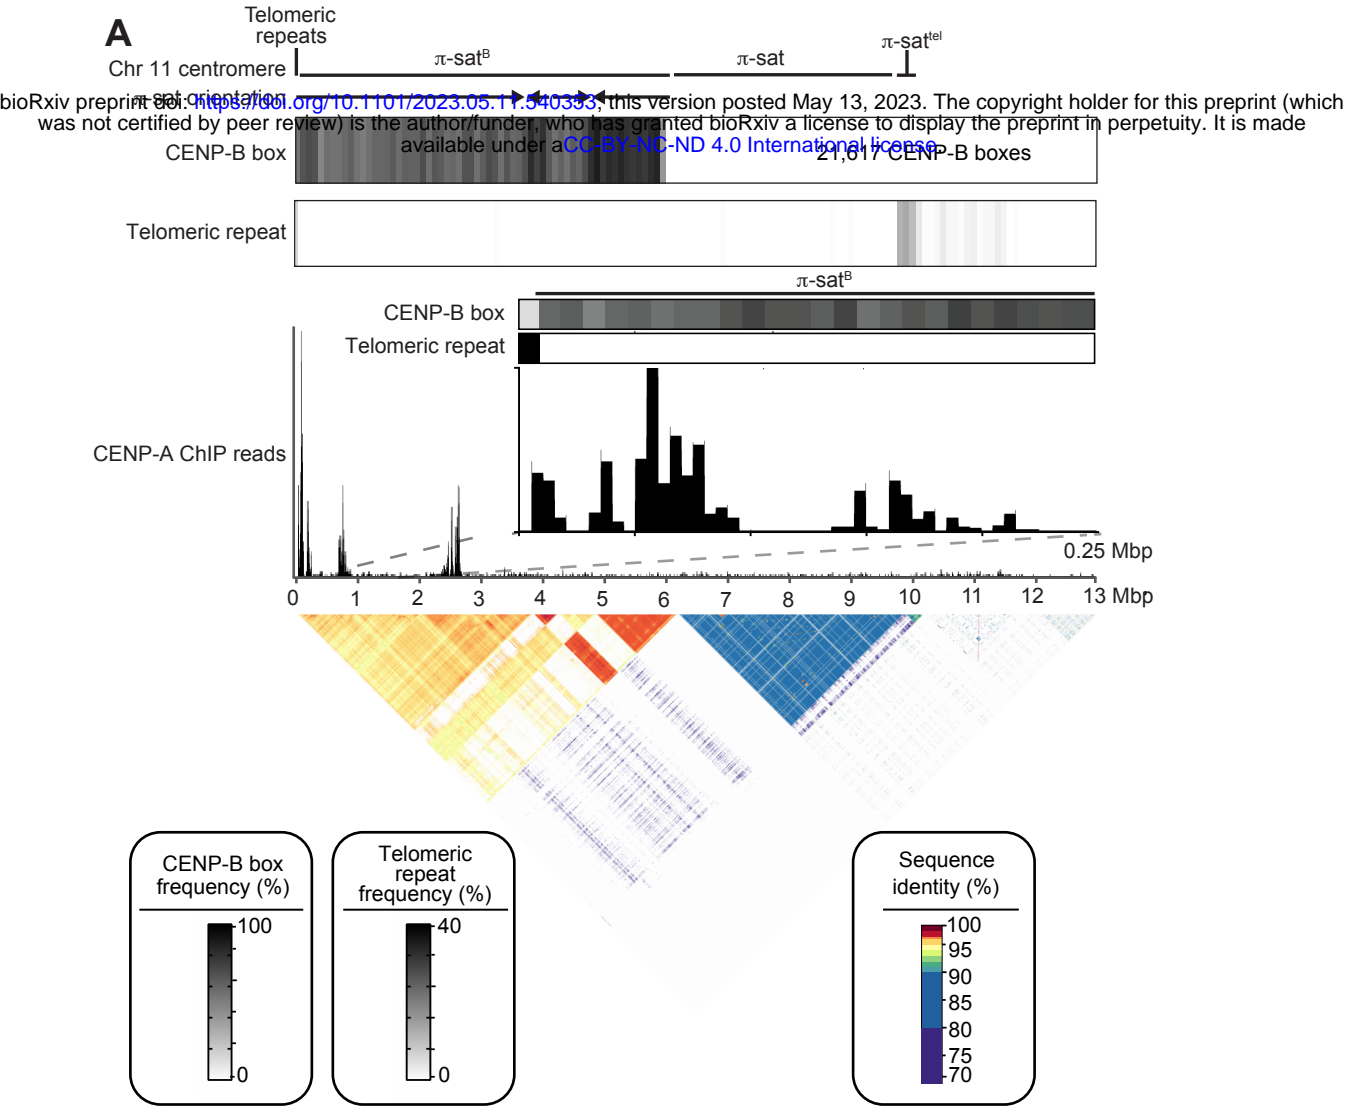 A
Telomeric
repeats
Chr 11 centromere
π-satᴮ
π-sat
π-satᵗᵉˡ
π-sat orientation
bioRxiv preprint doi: https://doi.org/10.1101/2023.05.11.540353; this version posted May 13, 2023. The copyright holder for this preprint (which
was not certified by peer review) is the author/funder, who has granted bioRxiv a license to display the preprint in perpetuity. It is made
available under aCC-BY-NC-ND 4.0 International license.
CENP-B box
21,617 CENP-B boxes
Telomeric repeat
π-satᴮ
CENP-B box
Telomeric repeat
CENP-A ChIP reads
0.25 Mbp
0 1 2 3 4 5 6 7 8 9 10 11 12 13 Mbp
CENP-B box
frequency (%)
100
0
Telomeric
repeat
frequency (%)
40
0
Sequence
identity (%)
100
95
90
85
80
75
70